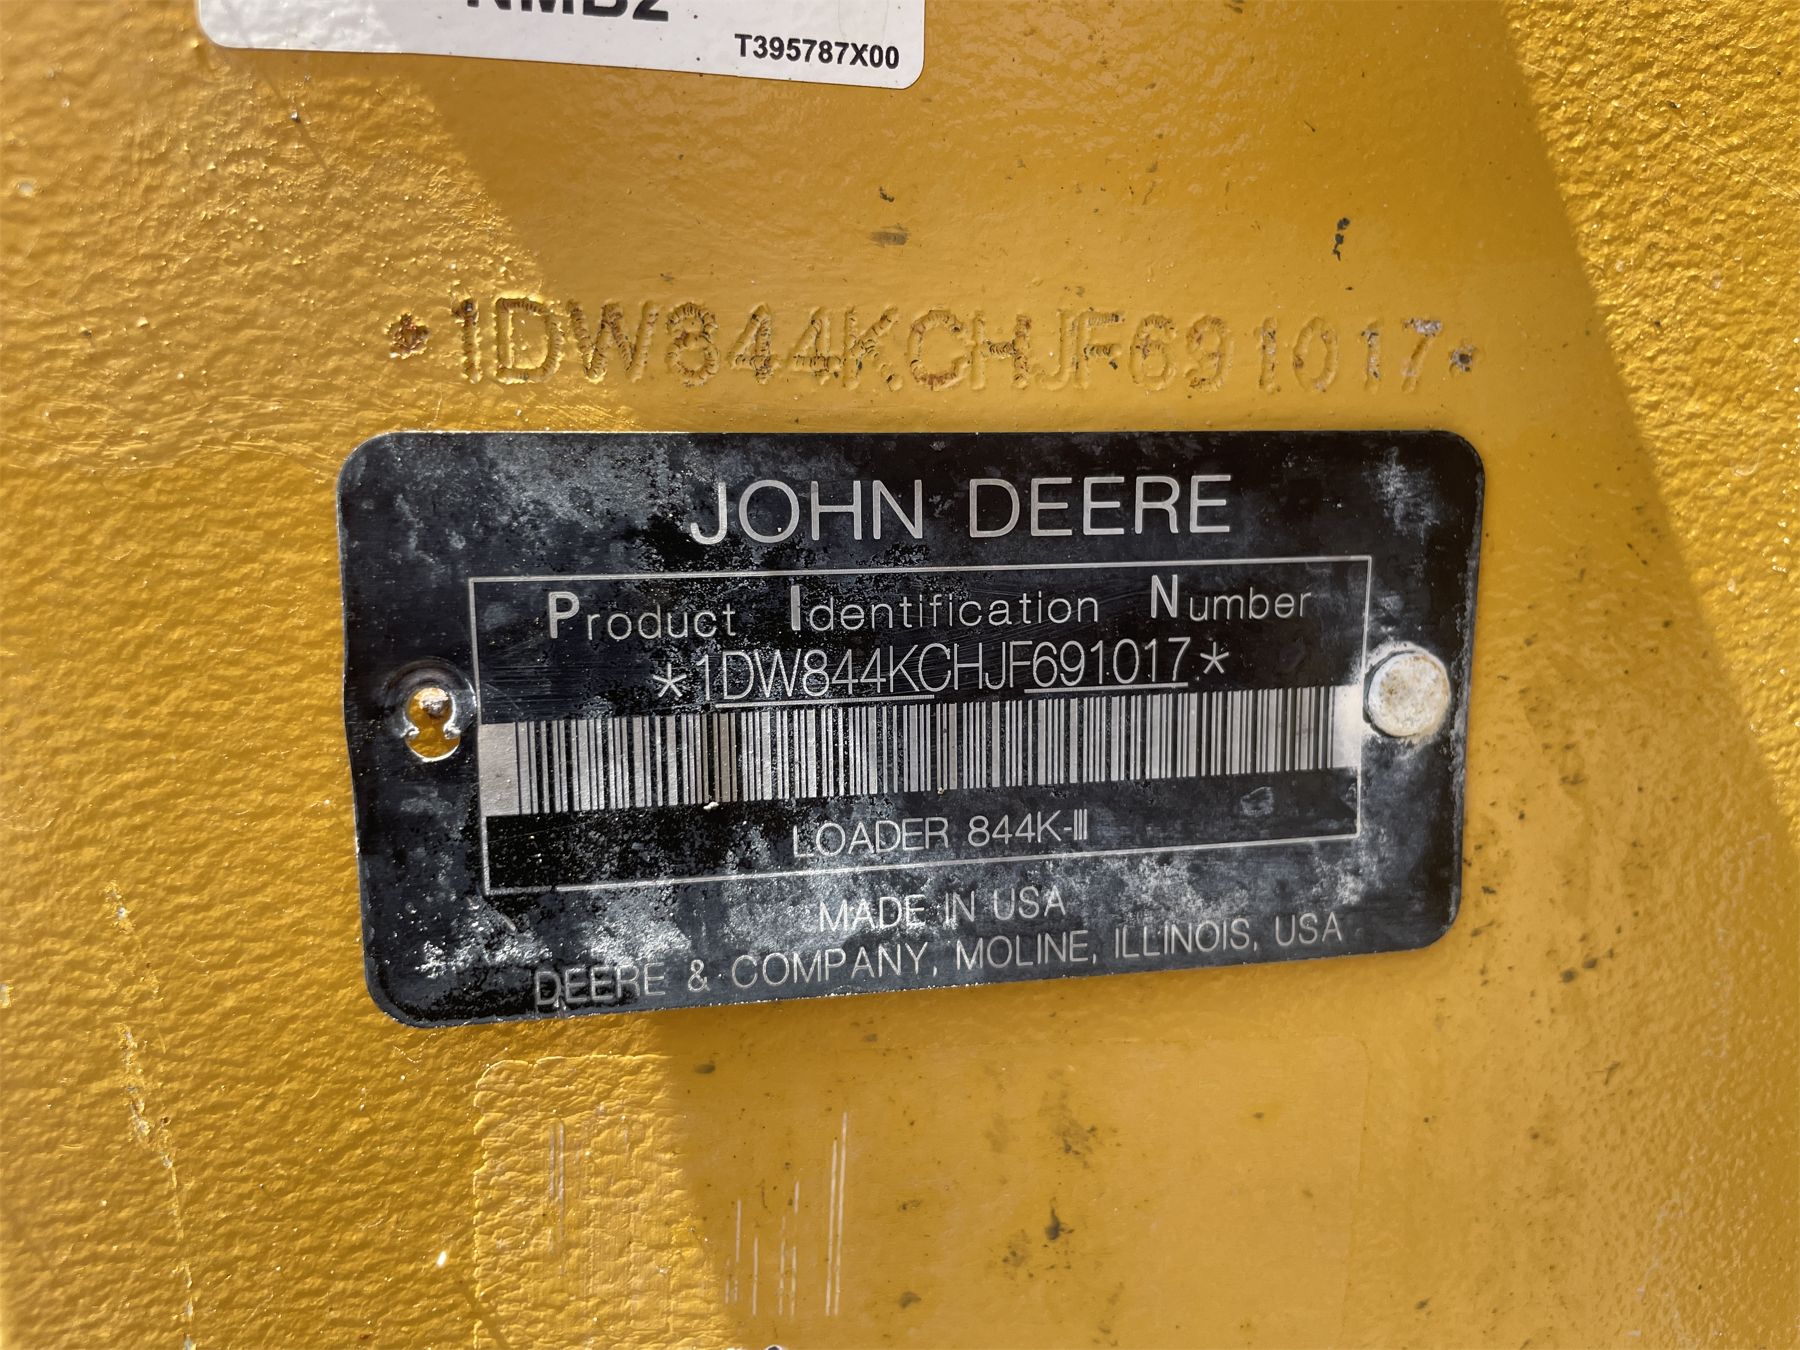 NMB2
T395787X00
*1DW844KCHJF691017*
JOHN DEERE
Product Identification Number
*1DW844KCHJF691017*
LOADER 844K-III
MADE IN USA
DEERE & COMPANY, MOLINE, ILLINOIS, USA